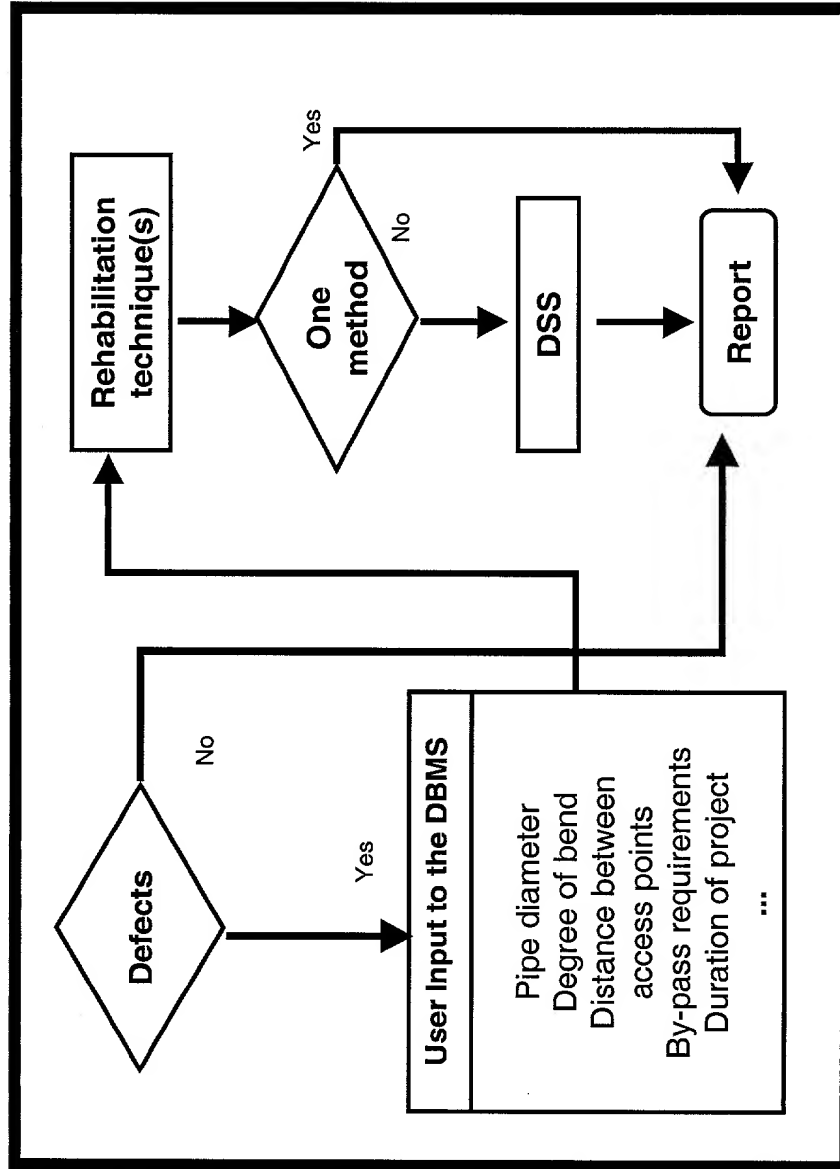 Defects
No
Yes
User Input to the DBMS
Pipe diameter
Degree of bend
Distance between
access points
By-pass requirements
Duration of project
...
Rehabilitation
technique(s)
One
method
Yes
No
DSS
Report